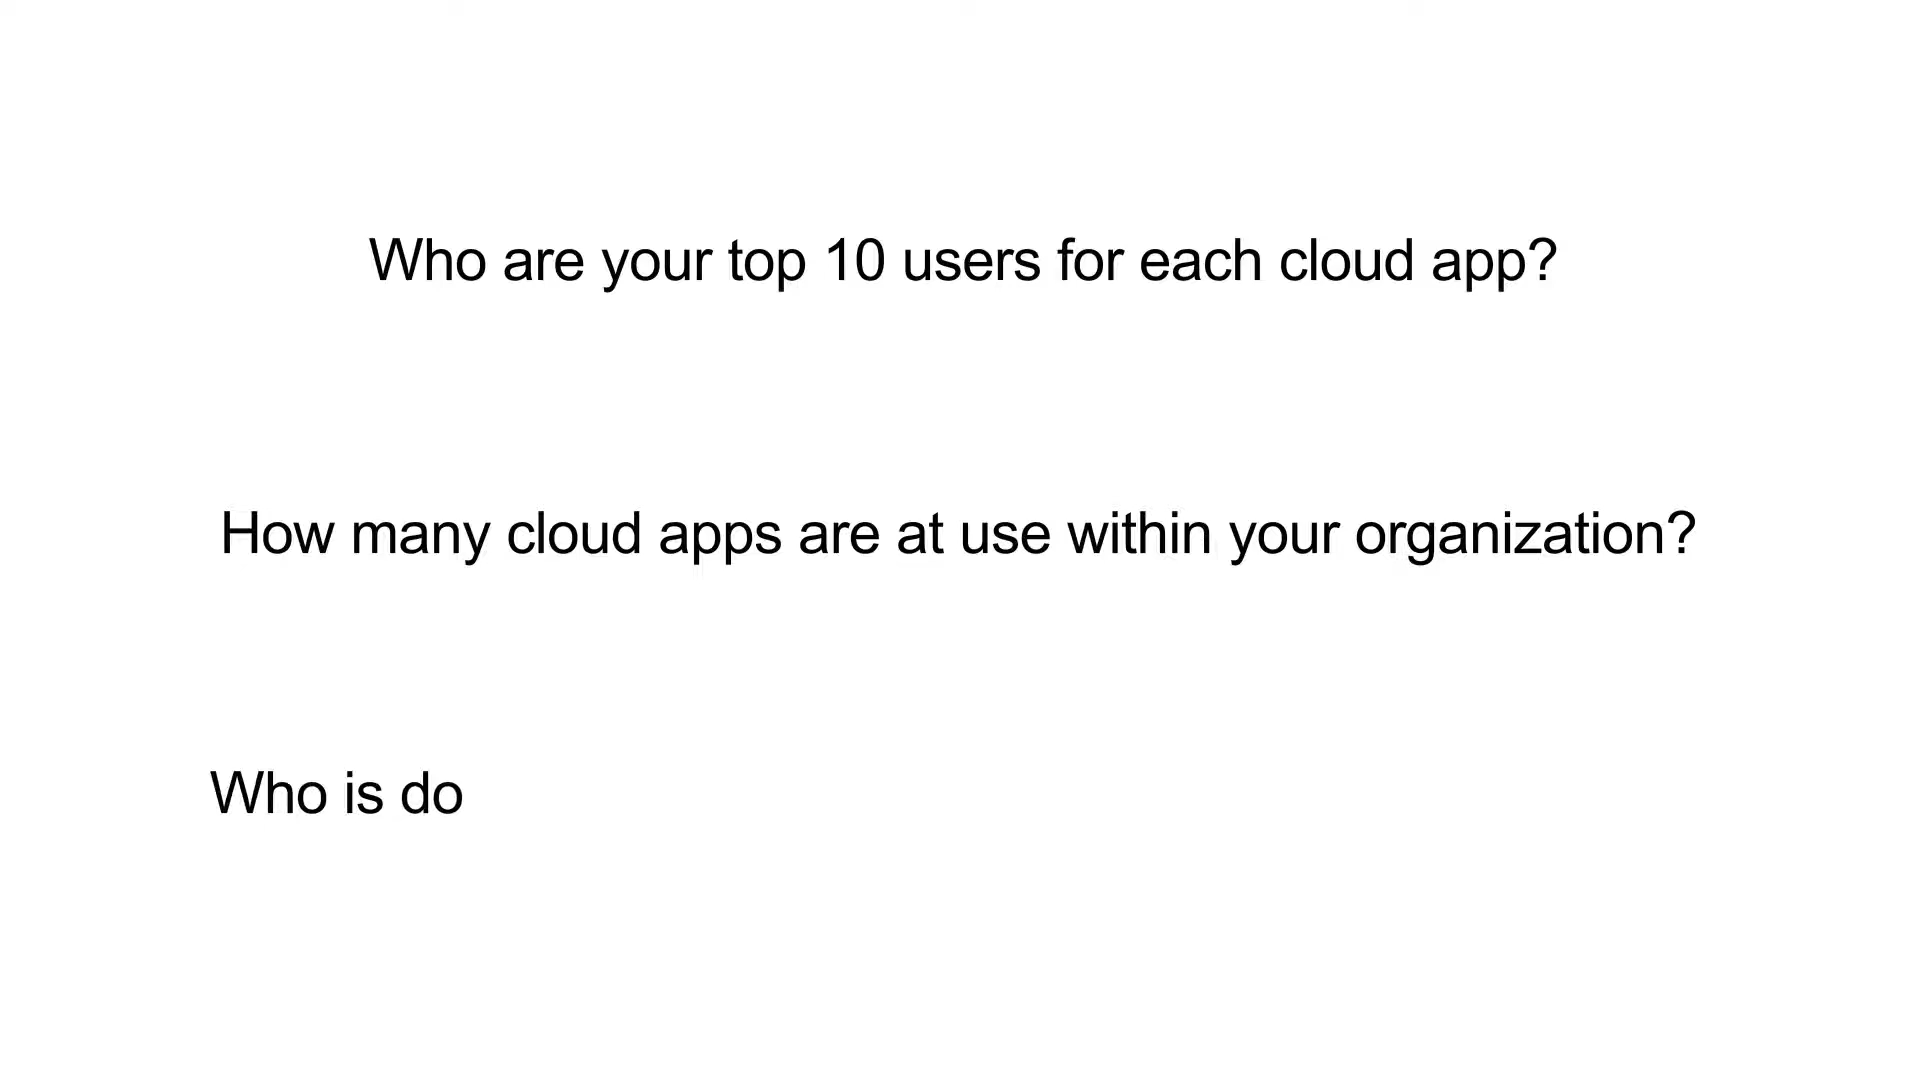 Who are your top 10 users for each cloud app?
How many cloud apps are at use within your organization?
Who is do